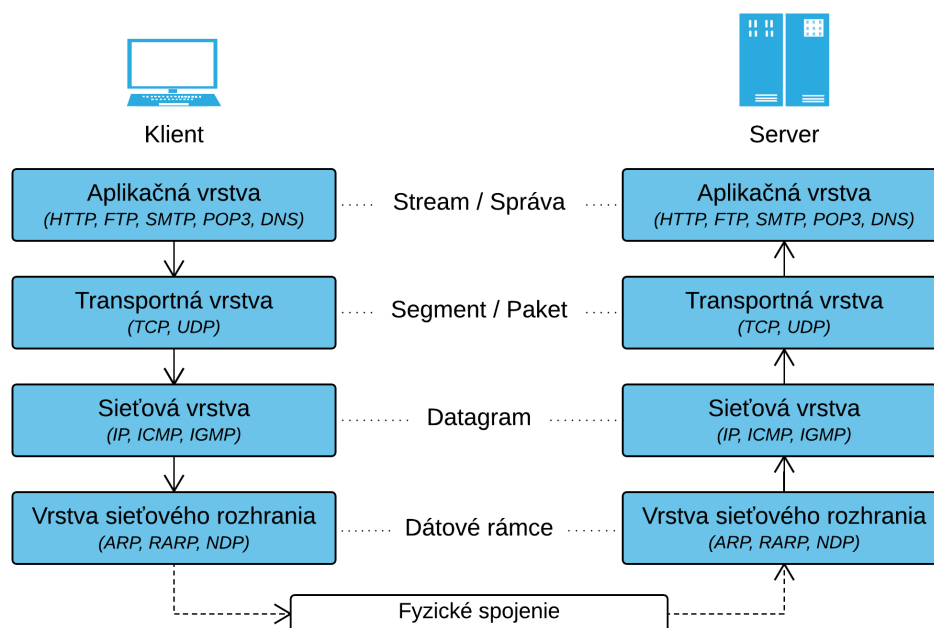 Klient
Server
Aplikačná vrstva
(HTTP, FTP, SMTP, POP3, DNS)
Stream / Správa
Aplikačná vrstva
(HTTP, FTP, SMTP, POP3, DNS)
Transportná vrstva
(TCP, UDP)
Segment / Paket
Transportná vrstva
(TCP, UDP)
Sieťová vrstva
(IP, ICMP, IGMP)
Datagram
Sieťová vrstva
(IP, ICMP, IGMP)
Vrstva sieťového rozhrania
(ARP, RARP, NDP)
Dátové rámce
Vrstva sieťového rozhrania
(ARP, RARP, NDP)
Fyzické spojenie